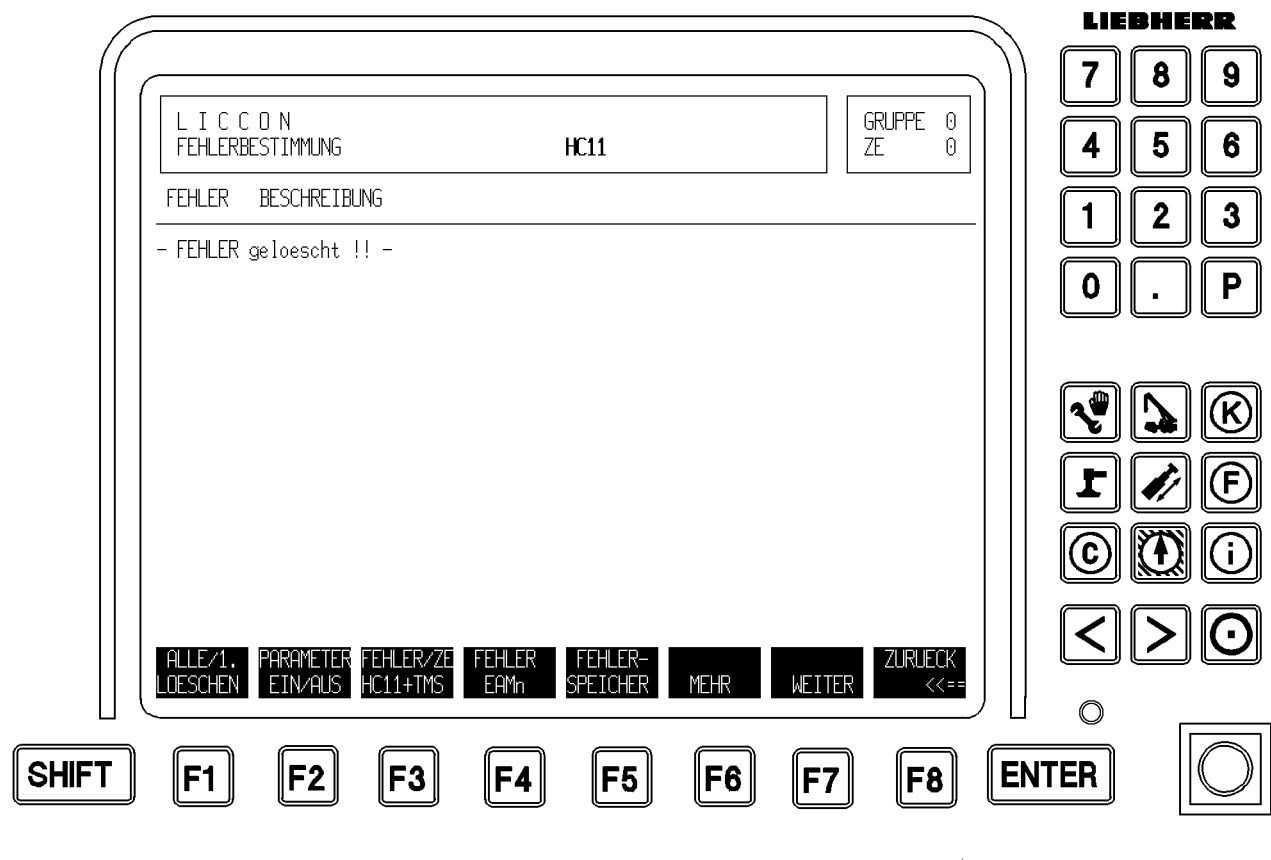 LIEBHERR
L I C C O N
FEHLERBESTIMMUNG HC11
GRUPPE 0
ZE 0
FEHLER BESCHREIBUNG
- FEHLER geloescht !! -
ALLE/1. LOESCHEN
PARAMETER EIN/AUS
FEHLER/ZE HC11+TMS
FEHLER EAMn
FEHLER- SPEICHER
MEHR
WEITER
ZURUECK <<==
7 8 9
4 5 6
1 2 3
0 . P
K
F
C i
< >
SHIFT F1 F2 F3 F4 F5 F6 F7 F8 ENTER